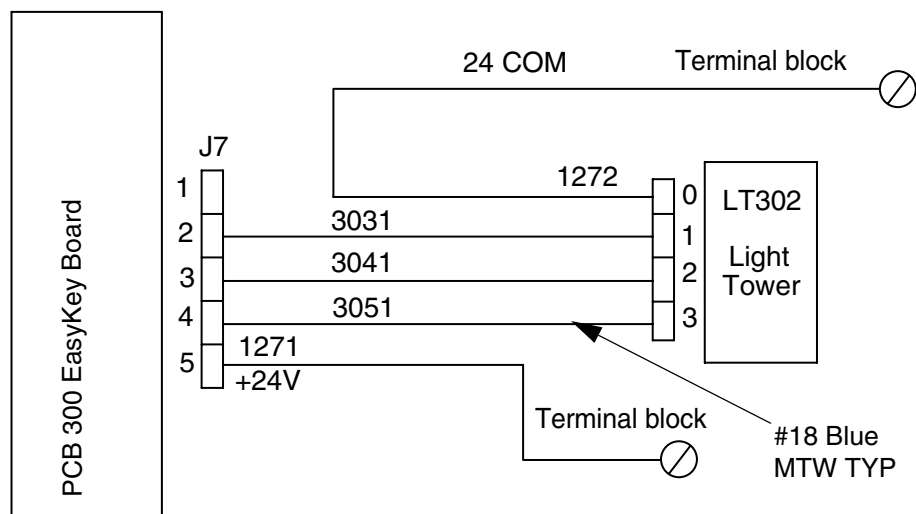 24 COM
Terminal block
J7
PCB 300 EasyKey Board
1
2
3
4
5
1272
3031
3041
3051
1271
+24V
0
1
2
3
LT302
Light
Tower
Terminal block
#18 Blue
MTW TYP